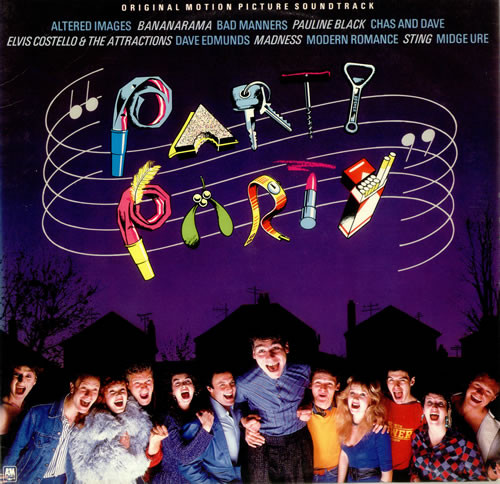 ORIGINAL MOTION PICTURE SOUNDTRACK
ALTERED IMAGES BANANARAMA BAD MANNERS PAULINE BLACK CHAS AND DAVE
ELVIS COSTELLO & THE ATTRACTIONS DAVE EDMUNDS MADNESS MODERN ROMANCE STING MIDGE URE
"PARTY
PARTY"
A&M